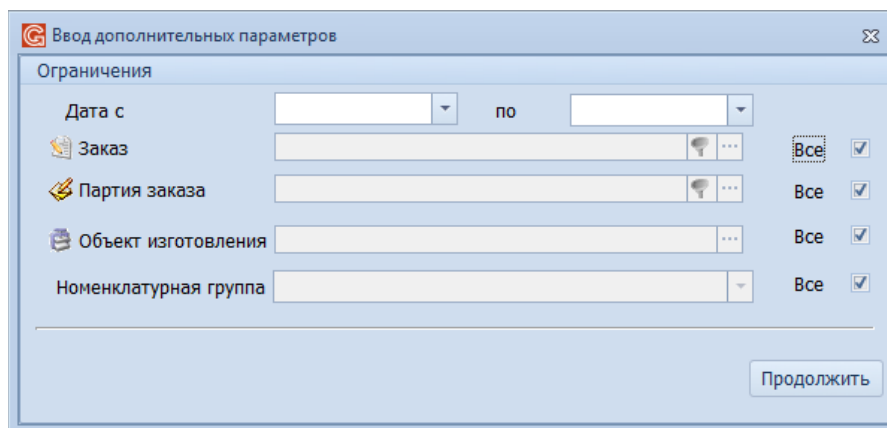 Ввод дополнительных параметров
Ограничения
Дата с по
Заказ Все
Партия заказа Все
Объект изготовления Все
Номенклатурная группа Все
Продолжить